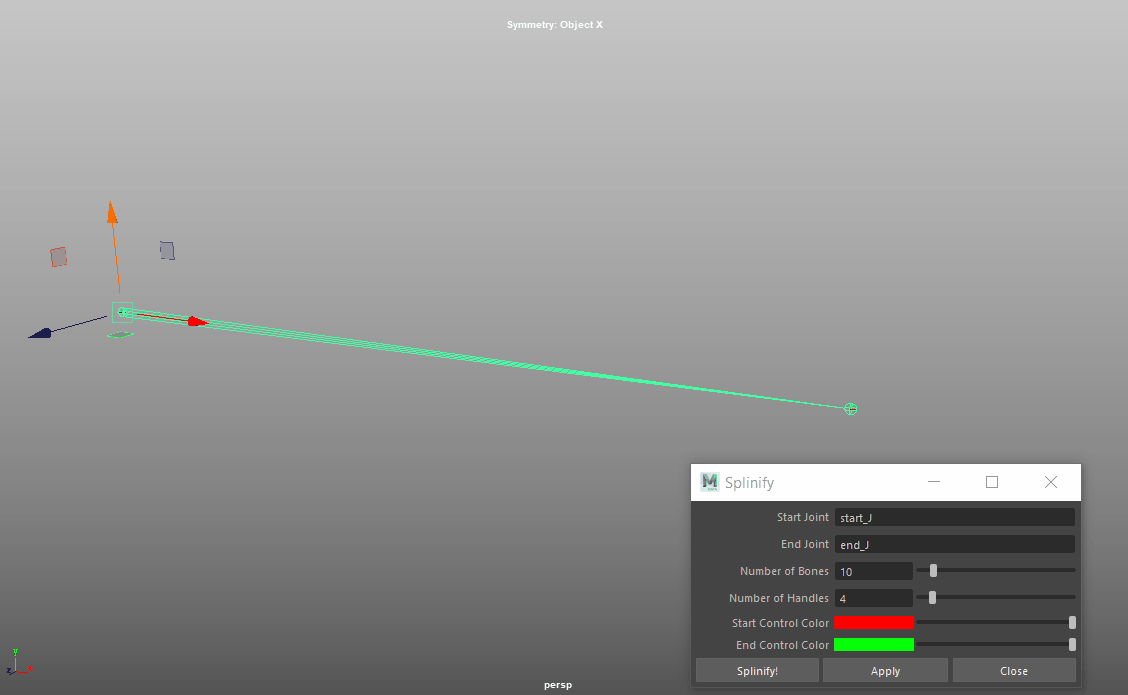 Symmetry: Object X
Splinify
Start Joint start_J
End Joint end_J
Number of Bones 10
Number of Handles 4
Start Control Color
End Control Color
Splinify! Apply Close
y
z x
persp